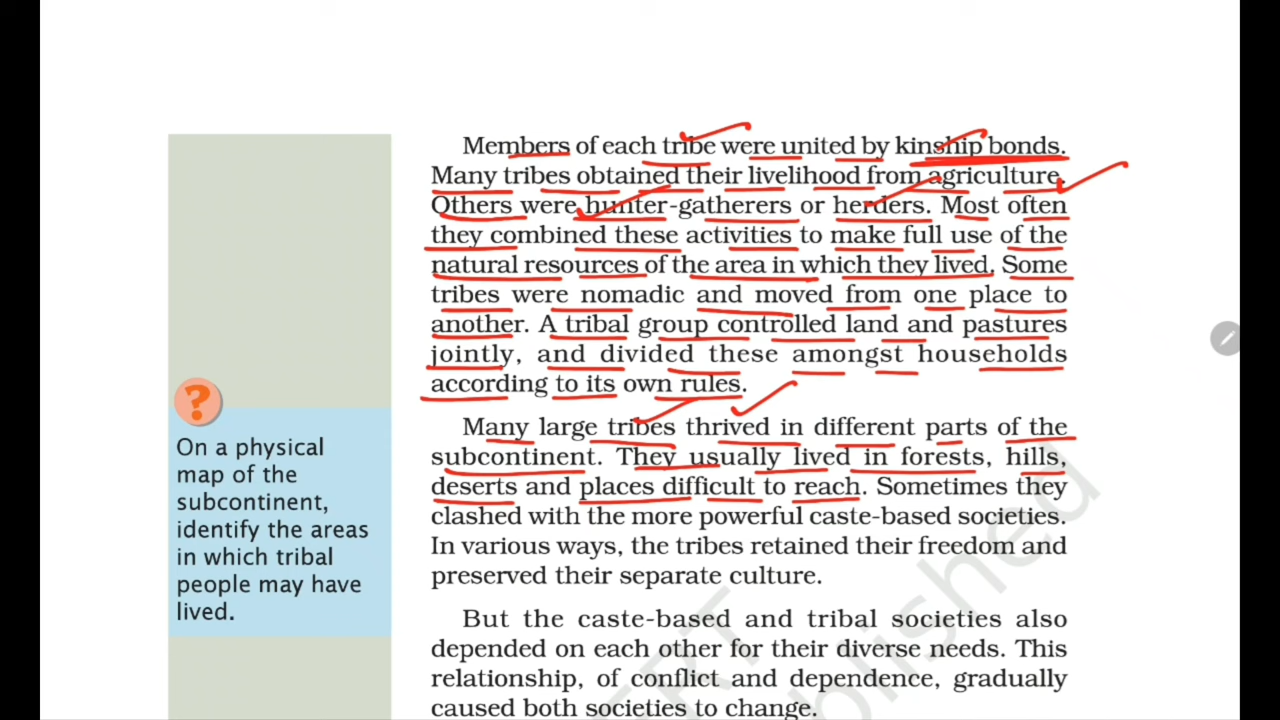 Members of each tribe were united by kinship bonds.
Many tribes obtained their livelihood from agriculture.
Others were hunter-gatherers or herders. Most often
they combined these activities to make full use of the
natural resources of the area in which they lived. Some
tribes were nomadic and moved from one place to
another. A tribal group controlled land and pastures
jointly, and divided these amongst households
according to its own rules.
Many large tribes thrived in different parts of the
subcontinent. They usually lived in forests, hills,
deserts and places difficult to reach. Sometimes they
clashed with the more powerful caste-based societies.
In various ways, the tribes retained their freedom and
preserved their separate culture.
But the caste-based and tribal societies also
depended on each other for their diverse needs. This
relationship, of conflict and dependence, gradually
caused both societies to change.
?
On a physical
map of the
subcontinent,
identify the areas
in which tribal
people may have
lived.